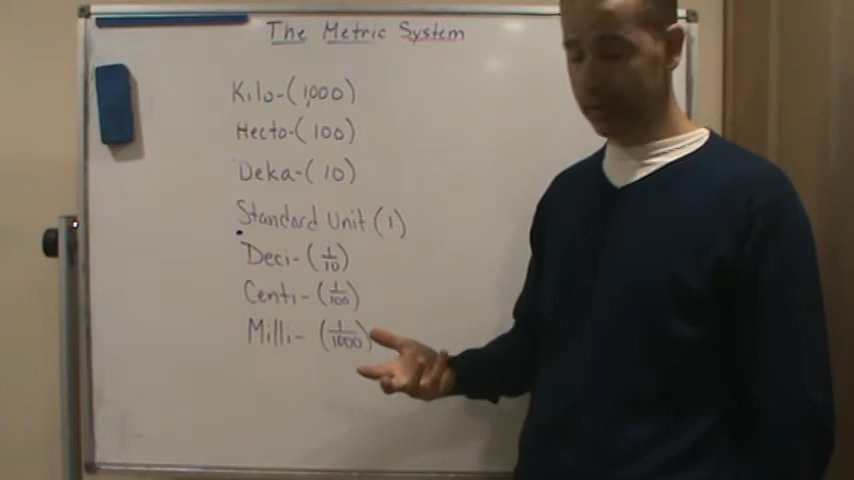 The Metric System
Kilo-(1,000)
Hecto-(100)
Deka-(10)
Standard Unit (1)
Deci-(1/10)
Centi-(1/100)
Milli-(1/1000)